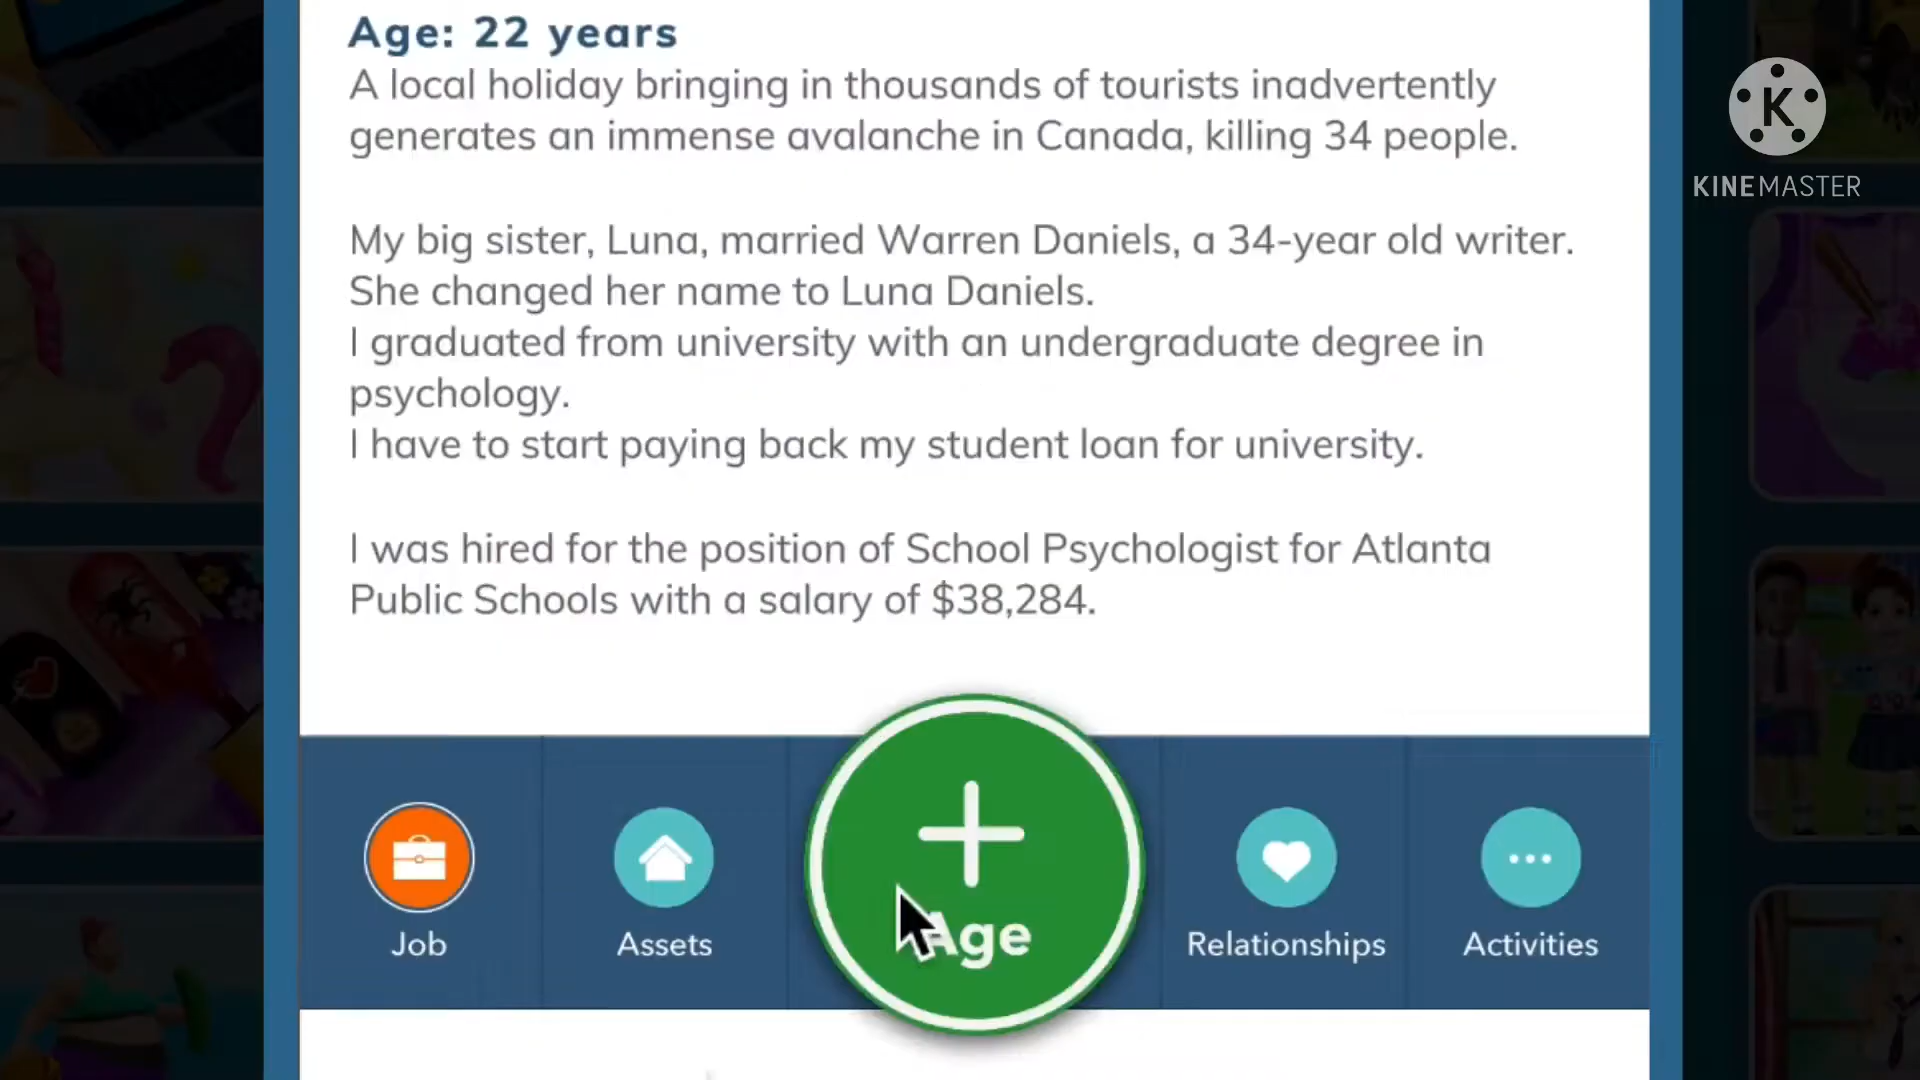 Age: 22 years
A local holiday bringing in thousands of tourists inadvertently
generates an immense avalanche in Canada, killing 34 people.
My big sister, Luna, married Warren Daniels, a 34-year old writer.
She changed her name to Luna Daniels.
I graduated from university with an undergraduate degree in
psychology.
I have to start paying back my student loan for university.
I was hired for the position of School Psychologist for Atlanta
Public Schools with a salary of $38,284.
Job
Assets
Age
Relationships
Activities
K
KINEMASTER